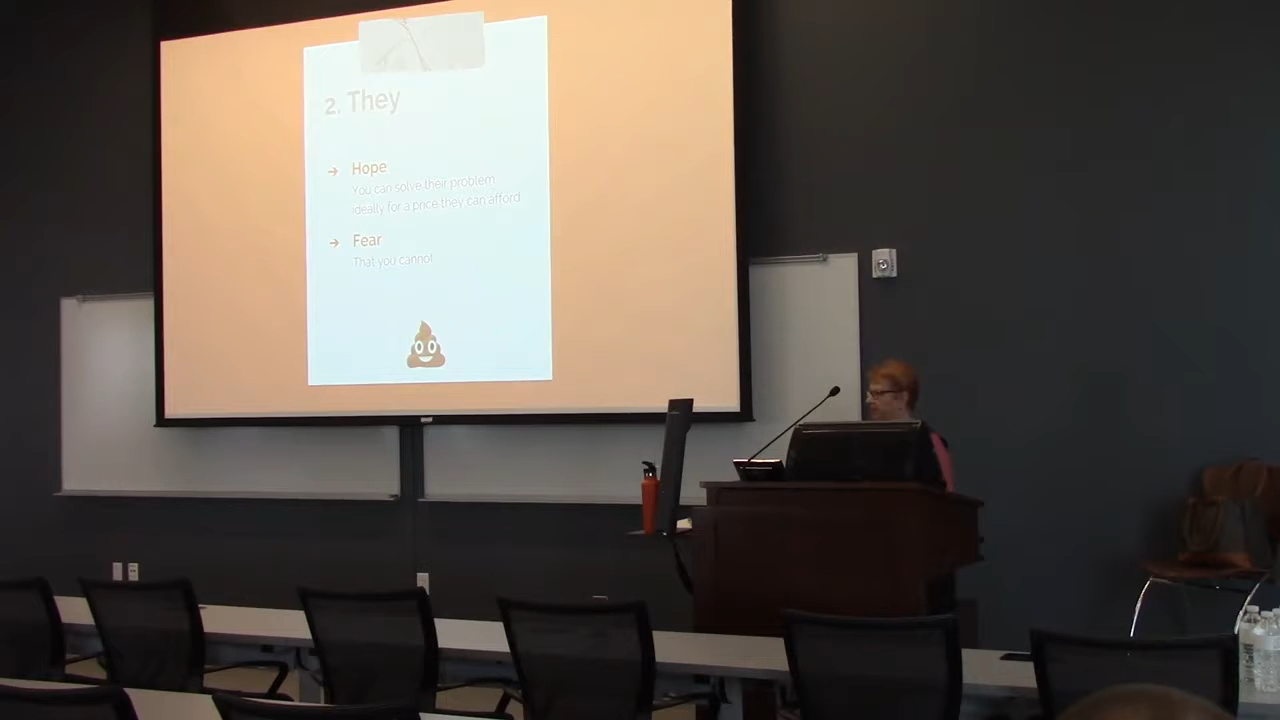 2. They
➔ Hope
You can solve their problem
ideally for a price they can afford
➔ Fear
That you cannot